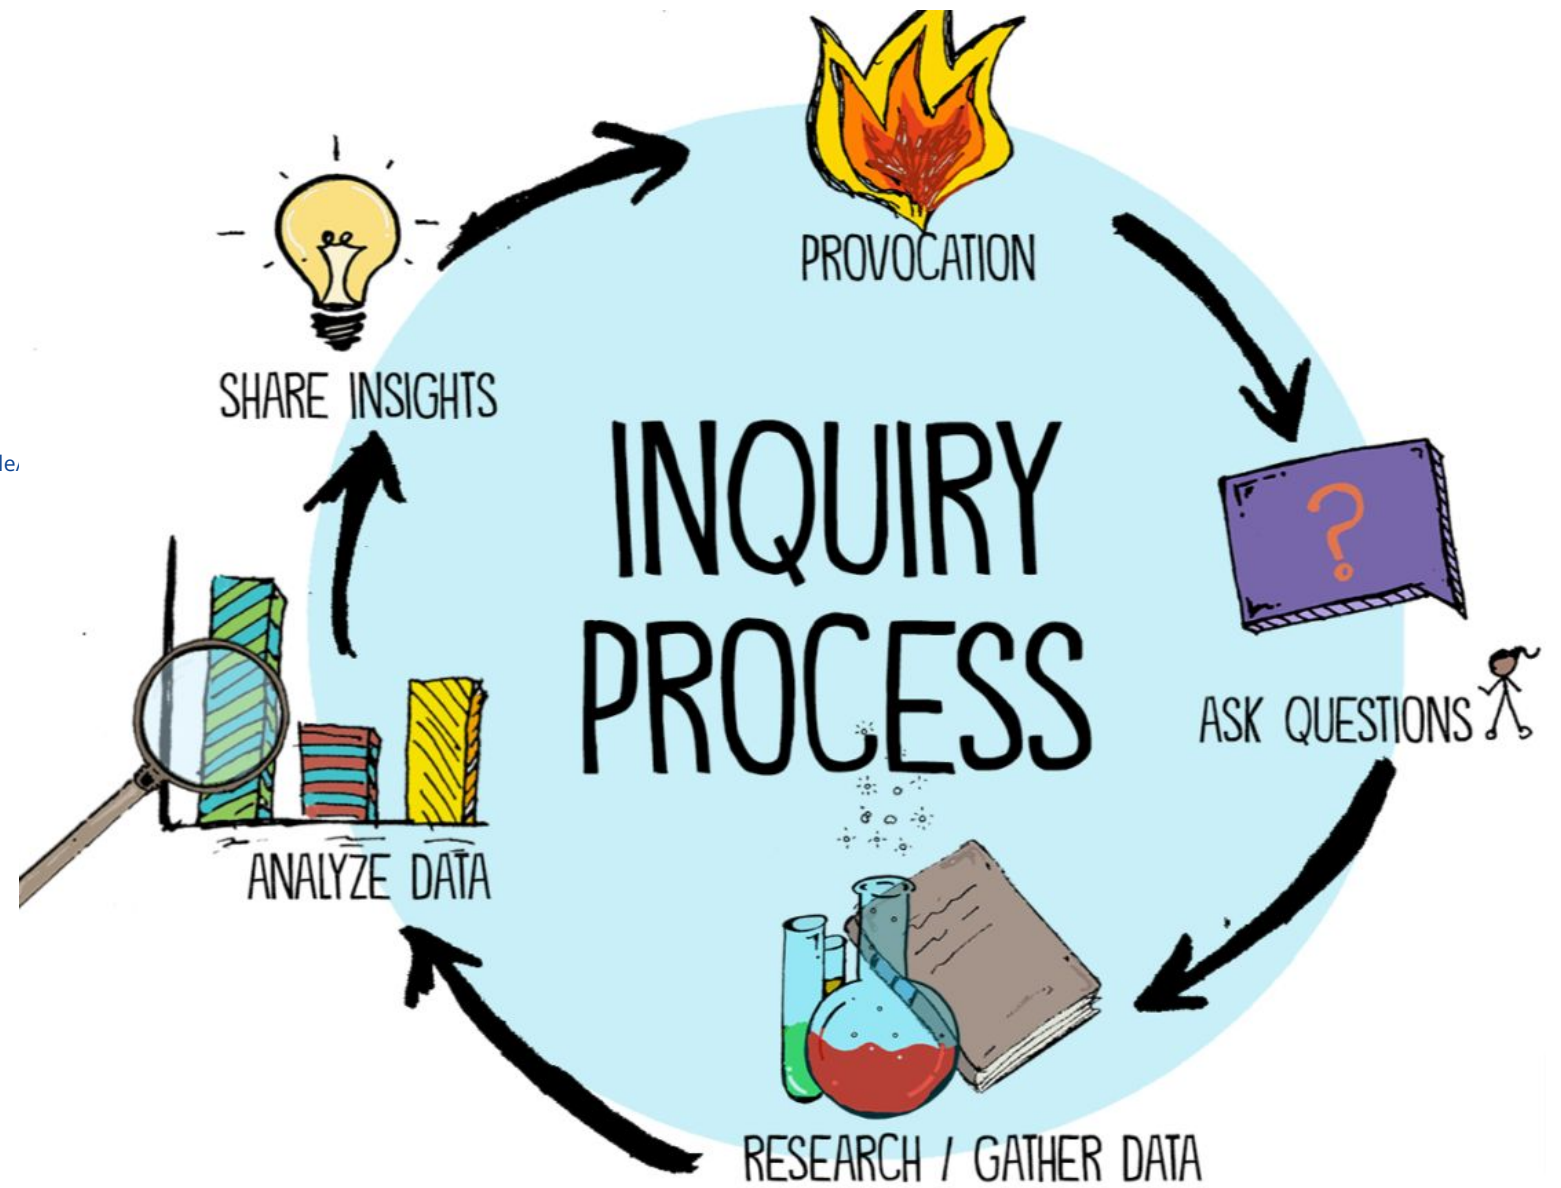 PROVOCATION
SHARE INSIGHTS
INQUIRY
PROCESS
?
ASK QUESTIONS
ANALYZE DATA
RESEARCH / GATHER DATA